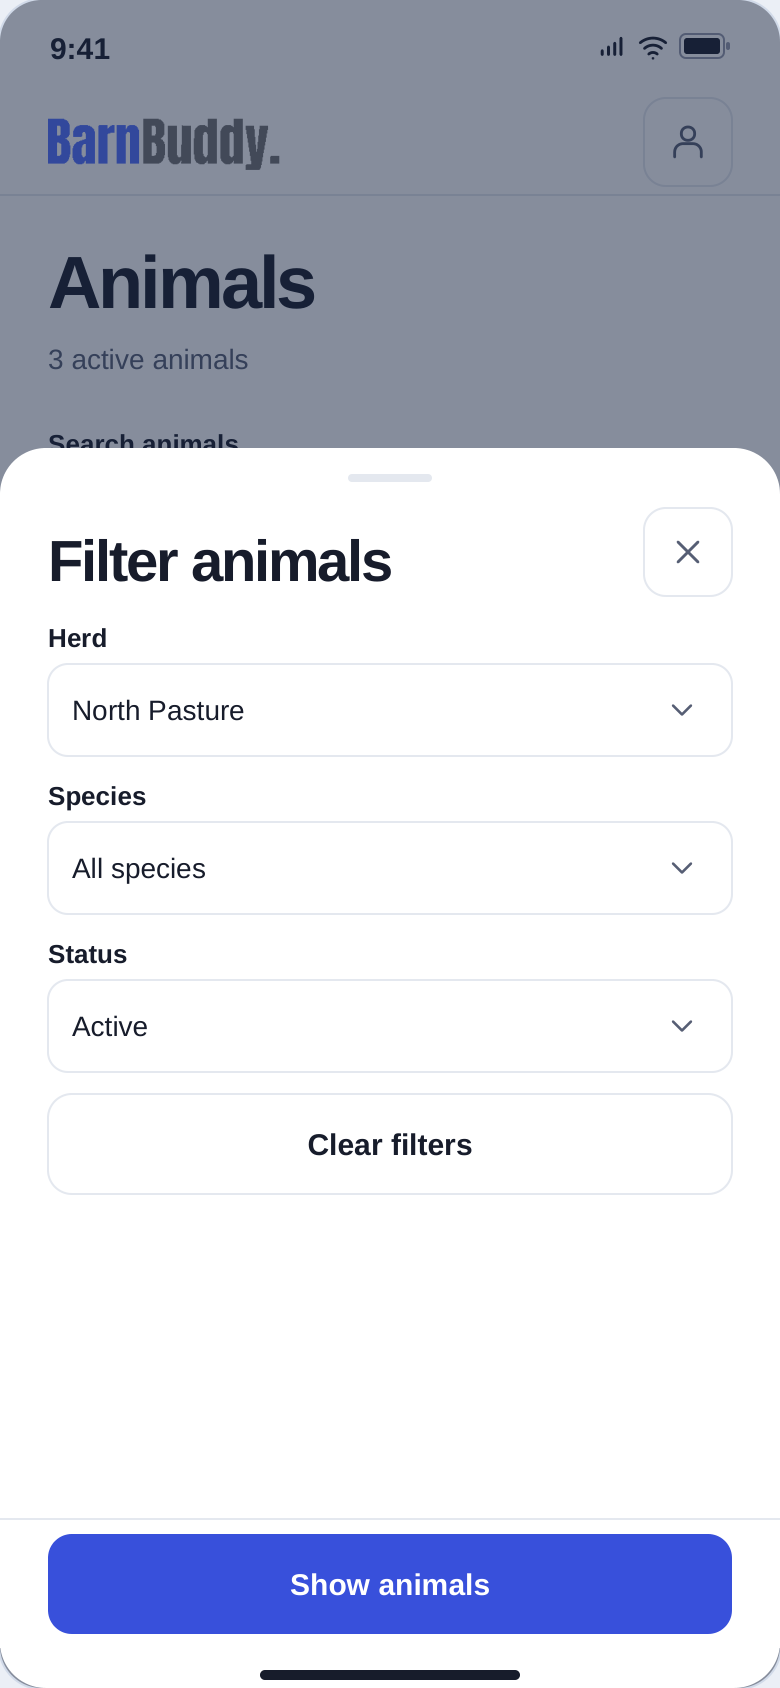 9:41
BarnBuddy.
Animals
3 active animals
Search animals
Filter animals
Herd
North Pasture
Species
All species
Status
Active
Clear filters
Show animals